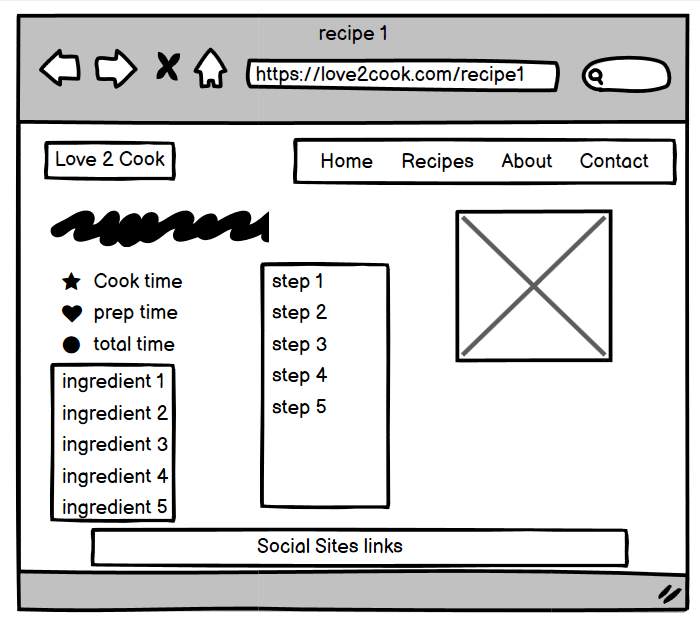 recipe 1
https://love2cook.com/recipe1
Love 2 Cook
Home Recipes About Contact
Cook time
prep time
total time
ingredient 1
ingredient 2
ingredient 3
ingredient 4
ingredient 5
step 1
step 2
step 3
step 4
step 5
Social Sites links